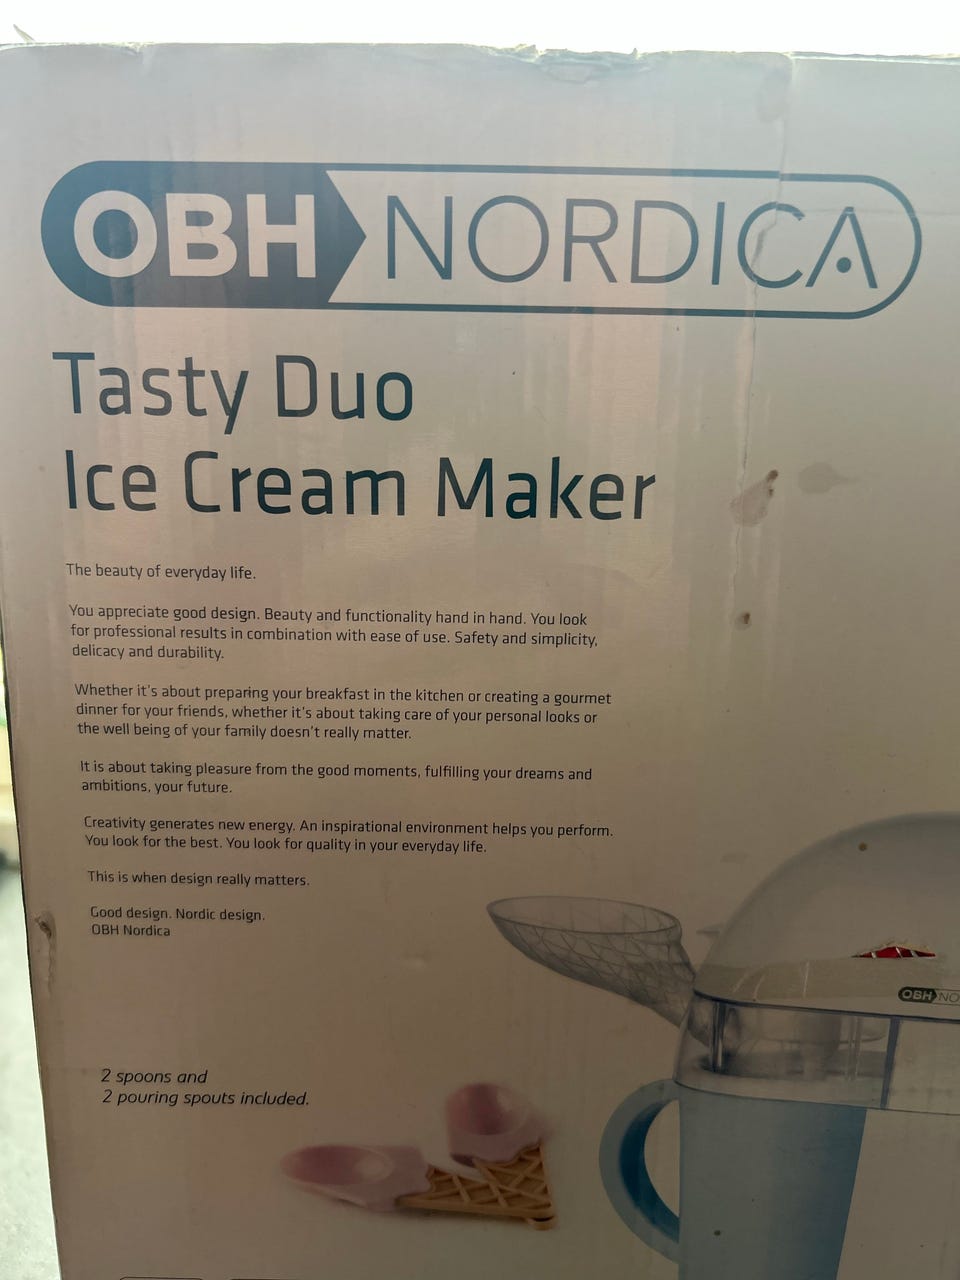 OBH NORDICA
Tasty Duo
Ice Cream Maker
The beauty of everyday life.
You appreciate good design. Beauty and functionality hand in hand. You look
for professional results in combination with ease of use. Safety and simplicity,
delicacy and durability.
Whether it's about preparing your breakfast in the kitchen or creating a gourmet
dinner for your friends, whether it's about taking care of your personal looks or
the well being of your family doesn't really matter.
It is about taking pleasure from the good moments, fulfilling your dreams and
ambitions, your future.
Creativity generates new energy. An inspirational environment helps you perform.
You look for the best. You look for quality in your everyday life.
This is when design really matters.
Good design. Nordic design.
OBH Nordica
OBH NO
2 spoons and
2 pouring spouts included.